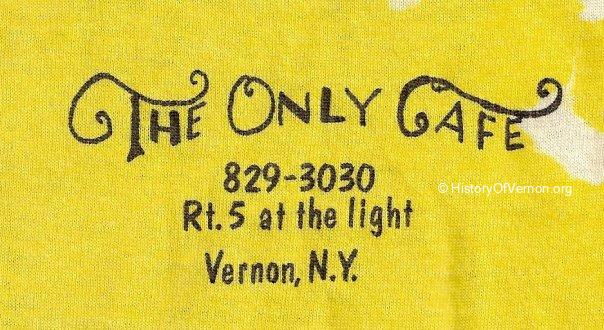 The Only Cafe
829-3030
© HistoryOfVernon.org
Rt. 5 at the light
Vernon, N.Y.